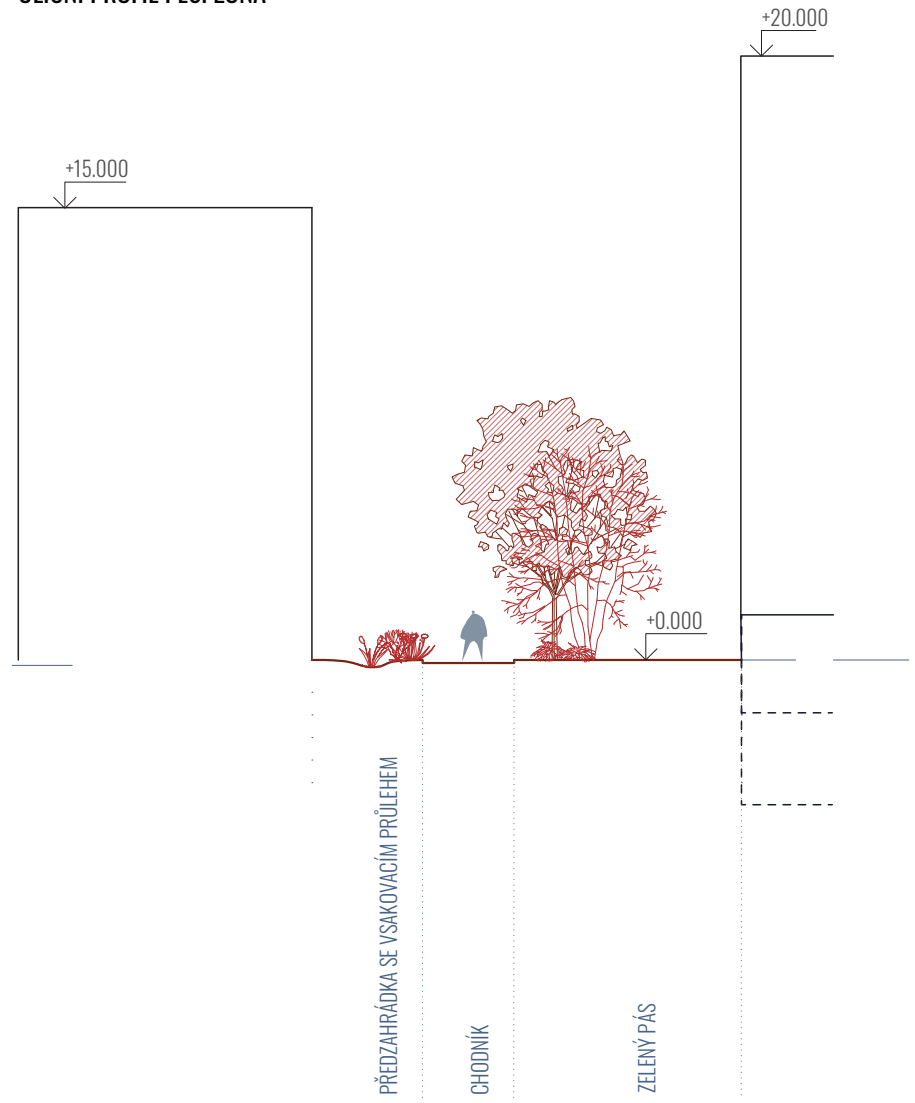 +20.000
+15.000
+0.000
PŘEDZAHRÁDKA SE VSAKOVACÍM PRŮLEHEM
CHODNÍK
ZELENÝ PÁS